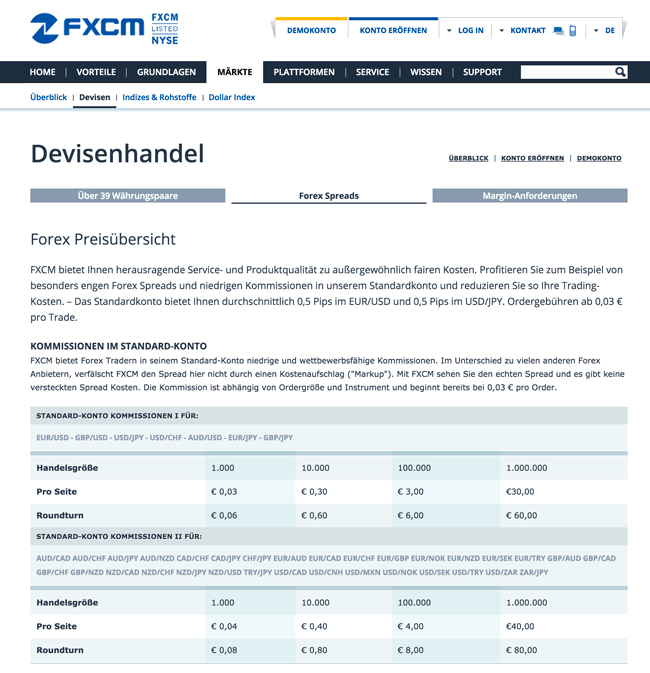 FXCM
FXCM
LISTED
NYSE
DEMOKONTO
KONTO ERÖFFNEN
LOG IN
KONTAKT
DE
HOME | VORTEILE | GRUNDLAGEN MÄRKTE PLATTFORMEN | SERVICE | WISSEN | SUPPORT
Überblick | Devisen | Indizes & Rohstoffe | Dollar Index
Devisenhandel
ÜBERBLICK | KONTO ERÖFFNEN | DEMOKONTO
Über 39 Währungspaare Forex Spreads Margin-Anforderungen
Forex Preisübersicht
FXCM bietet Ihnen herausragende Service- und Produktqualität zu außergewöhnlich fairen Kosten. Profitieren Sie zum Beispiel von
besonders engen Forex Spreads und niedrigen Kommissionen in unserem Standardkonto und reduzieren Sie so Ihre Trading-
Kosten. – Das Standardkonto bietet Ihnen durchschnittlich 0,5 Pips im EUR/USD und 0,5 Pips im USD/JPY. Ordergebühren ab 0,03 €
pro Trade.
KOMMISSIONEN IM STANDARD-KONTO
FXCM bietet Forex Tradern in seinem Standard-Konto niedrige und wettbewerbsfähige Kommissionen. Im Unterschied zu vielen anderen Forex
Anbietern, verfälscht FXCM den Spread hier nicht durch einen Kostenaufschlag ("Markup"). Mit FXCM sehen Sie den echten Spread und es gibt keine
versteckten Spread Kosten. Die Kommission ist abhängig von Ordergröße und Instrument und beginnt bereits bei 0,03 € pro Order.
STANDARD-KONTO KOMMISSIONEN I FÜR:
EUR/USD - GBP/USD - USD/JPY - USD/CHF - AUD/USD - EUR/JPY - GBP/JPY
Handelsgröße 1.000 10.000 100.000 1.000.000
Pro Seite € 0,03 € 0,30 € 3,00 €30,00
Roundturn € 0,06 € 0,60 € 6,00 € 60,00
STANDARD-KONTO KOMMISSIONEN II FÜR:
AUD/CAD AUD/CHF AUD/JPY AUD/NZD CAD/CHF CAD/JPY CHF/JPY EUR/AUD EUR/CAD EUR/CHF EUR/GBP EUR/NOK EUR/NZD EUR/SEK EUR/TRY GBP/AUD GBP/CAD
GBP/CHF GBP/NZD NZD/CAD NZD/CHF NZD/JPY NZD/USD TRY/JPY USD/CAD USD/CNH USD/MXN USD/NOK USD/SEK USD/TRY USD/ZAR ZAR/JPY
Handelsgröße 1.000 10.000 100.000 1.000.000
Pro Seite € 0,04 € 0,40 € 4,00 €40,00
Roundturn € 0,08 € 0,80 € 8,00 € 80,00